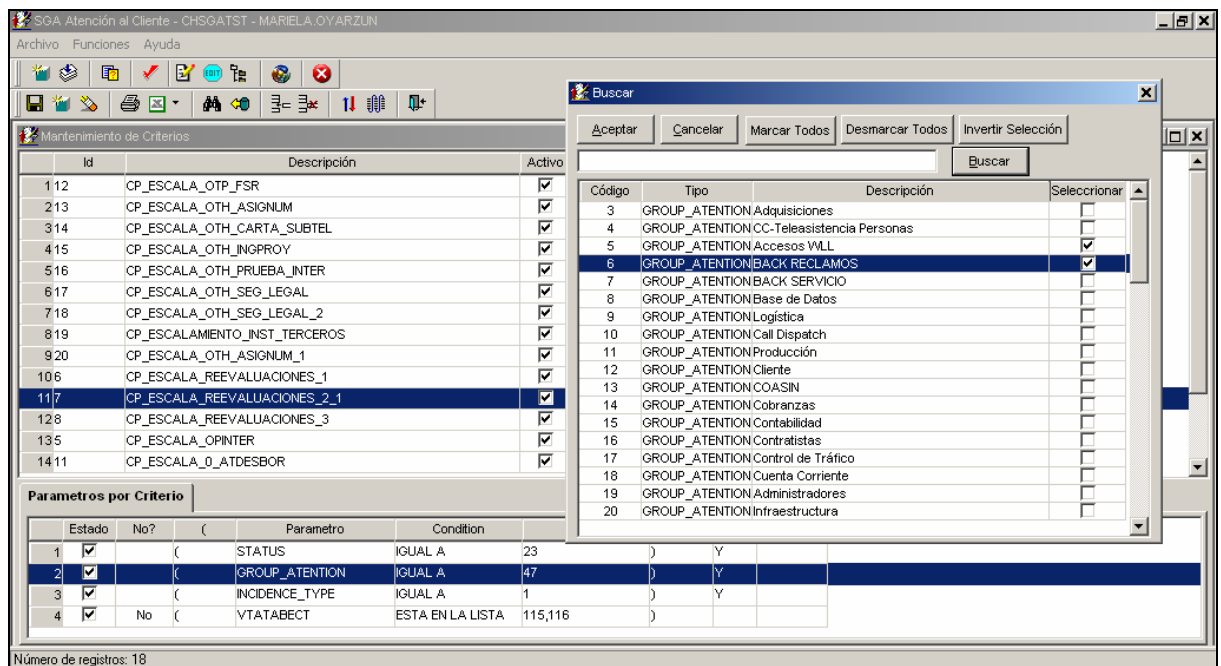 SGA Atención al Cliente - CHSGATST - MARIELA.OYARZUN
Archivo Funciones Ayuda
EDIT
Mantenimiento de Criterios
Id Descripción Activo
1 12 CP_ESCALA_OTP_FSR
2 13 CP_ESCALA_OTH_ASIGNUM
3 14 CP_ESCALA_OTH_CARTA_SUBTEL
4 15 CP_ESCALA_OTH_INGPROY
5 16 CP_ESCALA_OTH_PRUEBA_INTER
6 17 CP_ESCALA_OTH_SEG_LEGAL
7 18 CP_ESCALA_OTH_SEG_LEGAL_2
8 19 CP_ESCALAMIENTO_INST_TERCEROS
9 20 CP_ESCALA_OTH_ASIGNUM_1
10 6 CP_ESCALA_REEVALUACIONES_1
11 7 CP_ESCALA_REEVALUACIONES_2_1
12 8 CP_ESCALA_REEVALUACIONES_3
13 5 CP_ESCALA_OPINTER
14 11 CP_ESCALA_0_ATDESBOR
Buscar
Aceptar Cancelar Marcar Todos Desmarcar Todos Invertir Selección
Buscar
Código Tipo Descripción Seleccrionar
3 GROUP_ATENTION Adquisiciones
4 GROUP_ATENTION CC-Teleasistencia Personas
5 GROUP_ATENTION Accesos WLL
6 GROUP_ATENTION BACK RECLAMOS
7 GROUP_ATENTION BACK SERVICIO
8 GROUP_ATENTION Base de Datos
9 GROUP_ATENTION Logística
10 GROUP_ATENTION Call Dispatch
11 GROUP_ATENTION Producción
12 GROUP_ATENTION Cliente
13 GROUP_ATENTION COASIN
14 GROUP_ATENTION Cobranzas
15 GROUP_ATENTION Contabilidad
16 GROUP_ATENTION Contratistas
17 GROUP_ATENTION Control de Tráfico
18 GROUP_ATENTION Cuenta Corriente
19 GROUP_ATENTION Administradores
20 GROUP_ATENTION Infraestructura
Parametros por Criterio
Estado No? ( Parametro Condition
1 ( STATUS IGUAL A 23 ) Y
2 ( GROUP_ATENTION IGUAL A 47 ) Y
3 ( INCIDENCE_TYPE IGUAL A 1 ) Y
4 No ( VTATABECT ESTA EN LA LISTA 115,116 )
Número de registros: 18